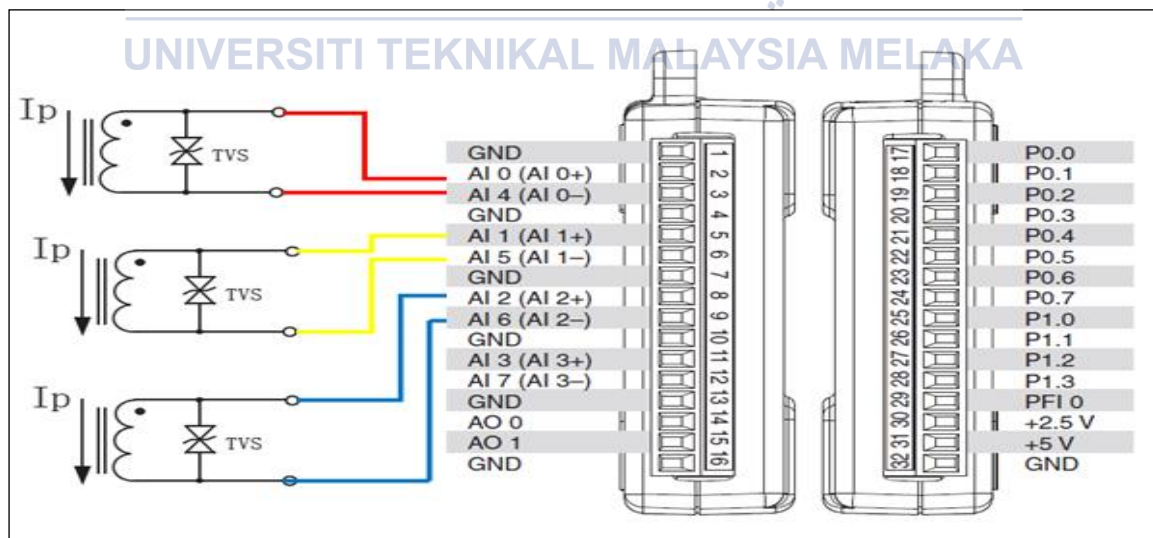 UNIVERSITI TEKNIKAL MALAYSIA MELAKA
Ip
TVS
Ip
TVS
Ip
TVS
GND
AI 0 (AI 0+)
AI 4 (AI 0–)
GND
AI 1 (AI 1+)
AI 5 (AI 1–)
GND
AI 2 (AI 2+)
AI 6 (AI 2–)
GND
AI 3 (AI 3+)
AI 7 (AI 3–)
GND
AO 0
AO 1
GND
1
2
3
4
5
6
7
8
9
10
11
12
13
14
15
16
17
18
19
20
21
22
23
24
25
26
27
28
29
30
31
32
P0.0
P0.1
P0.2
P0.3
P0.4
P0.5
P0.6
P0.7
P1.0
P1.1
P1.2
P1.3
PFI 0
+2.5 V
+5 V
GND